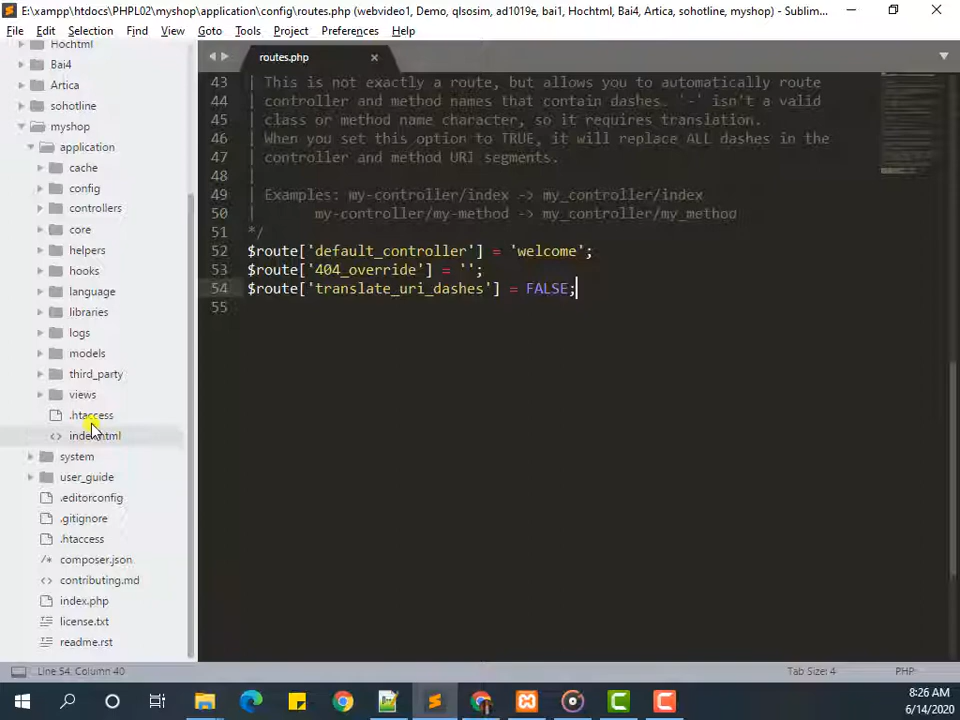 E:\xampp\htdocs\PHPL02\myshop\application\config\routes.php (webvideo1, Demo, qlsosim, ad1019e, bai1, Hochtml, Bai4, Artica, sohotline, myshop) - Sublim...
File Edit Selection Find View Goto Tools Project Preferences Help
Hochtml
Bai4
Artica
sohotline
myshop
application
cache
config
controllers
core
helpers
hooks
language
libraries
logs
models
third_party
views
.htaccess
index.html
system
user_guide
.editorconfig
.gitignore
.htaccess
composer.json
contributing.md
index.php
license.txt
readme.rst
routes.php
43 | This is not exactly a route, but allows you to automatically route
44 | controller and method names that contain dashes. '-' isn't a valid
45 | class or method name character, so it requires translation.
46 | When you set this option to TRUE, it will replace ALL dashes in the
47 | controller and method URI segments.
48 |
49 | Examples: my-controller/index -> my_controller/index
50 | my-controller/my-method -> my_controller/my_method
51 */
52 $route['default_controller'] = 'welcome';
53 $route['404_override'] = '';
54 $route['translate_uri_dashes'] = FALSE;
55
Line 54, Column 40
Tab Size: 4
PHP
8:26 AM
6/14/2020